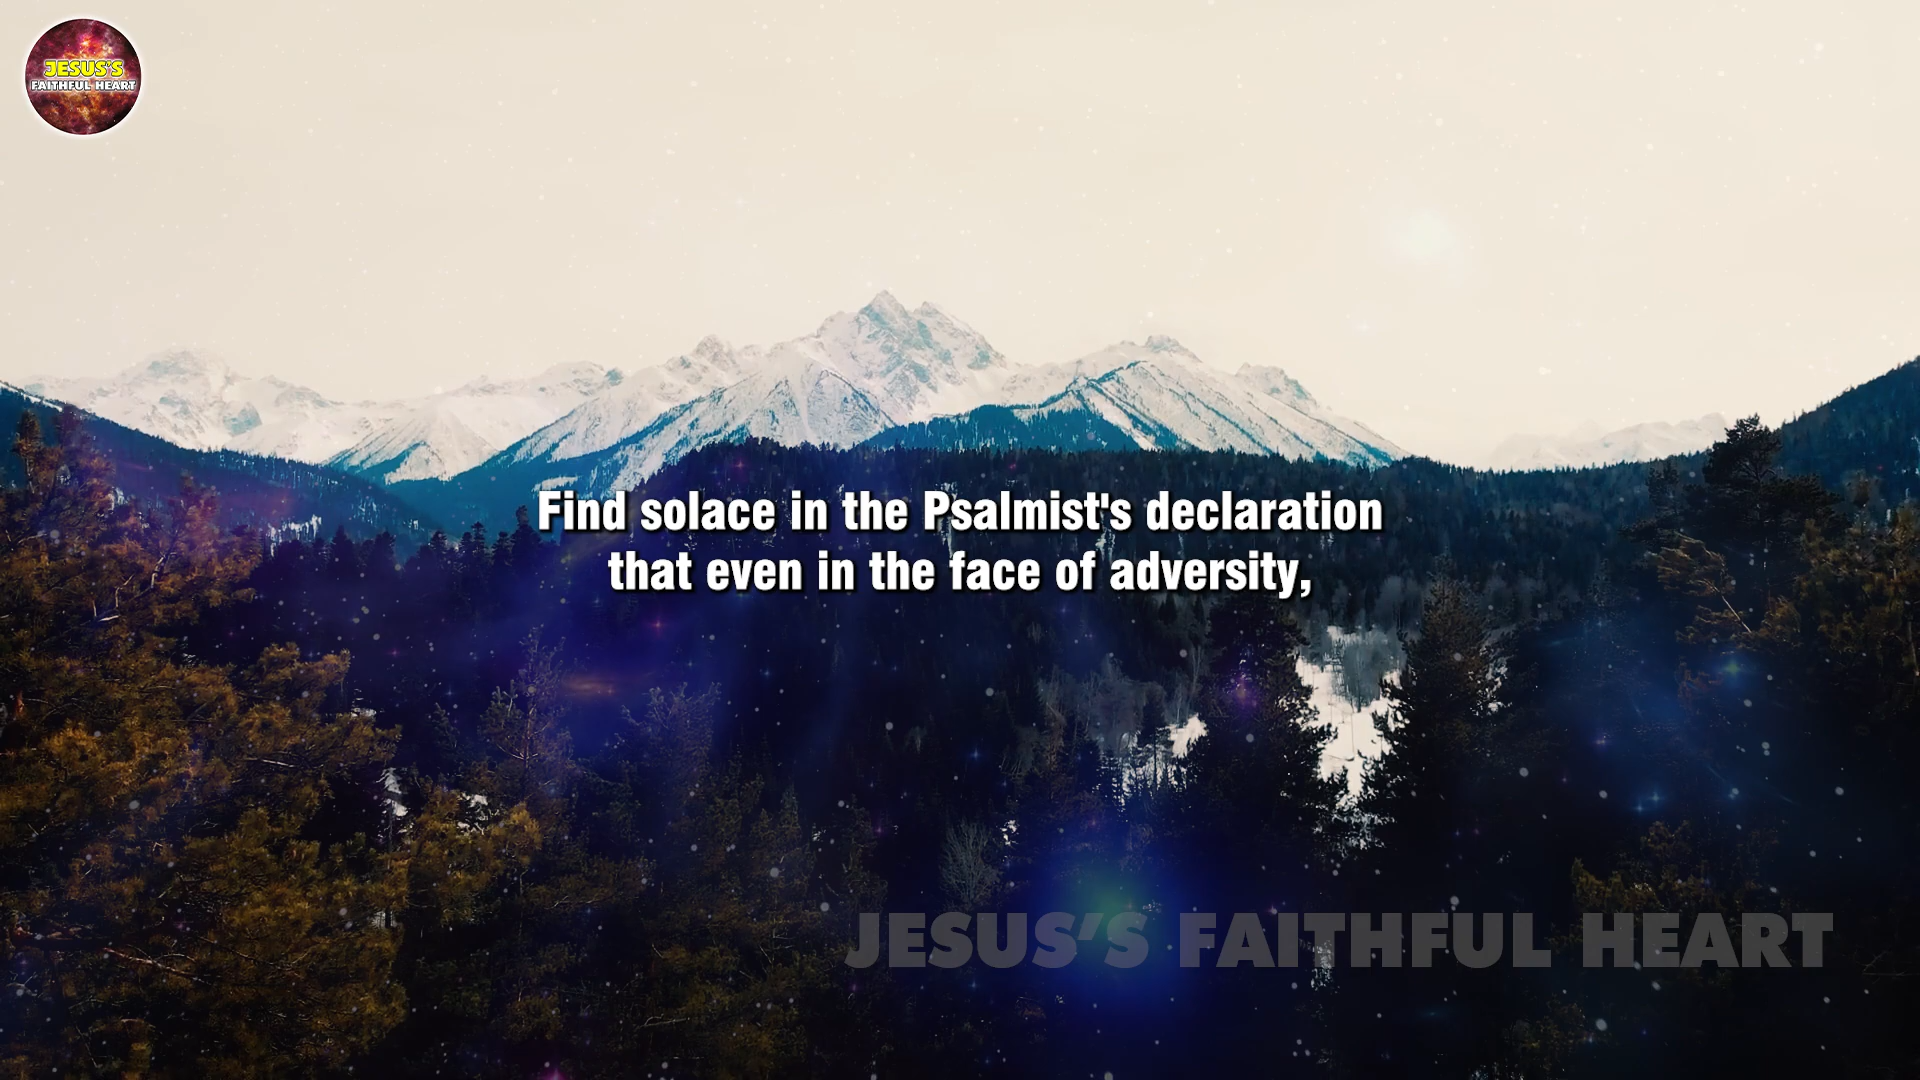 JESUS'S
FAITHFUL HEART
Find solace in the Psalmist's declaration
that even in the face of adversity,
JESUS’S FAITHFUL HEART